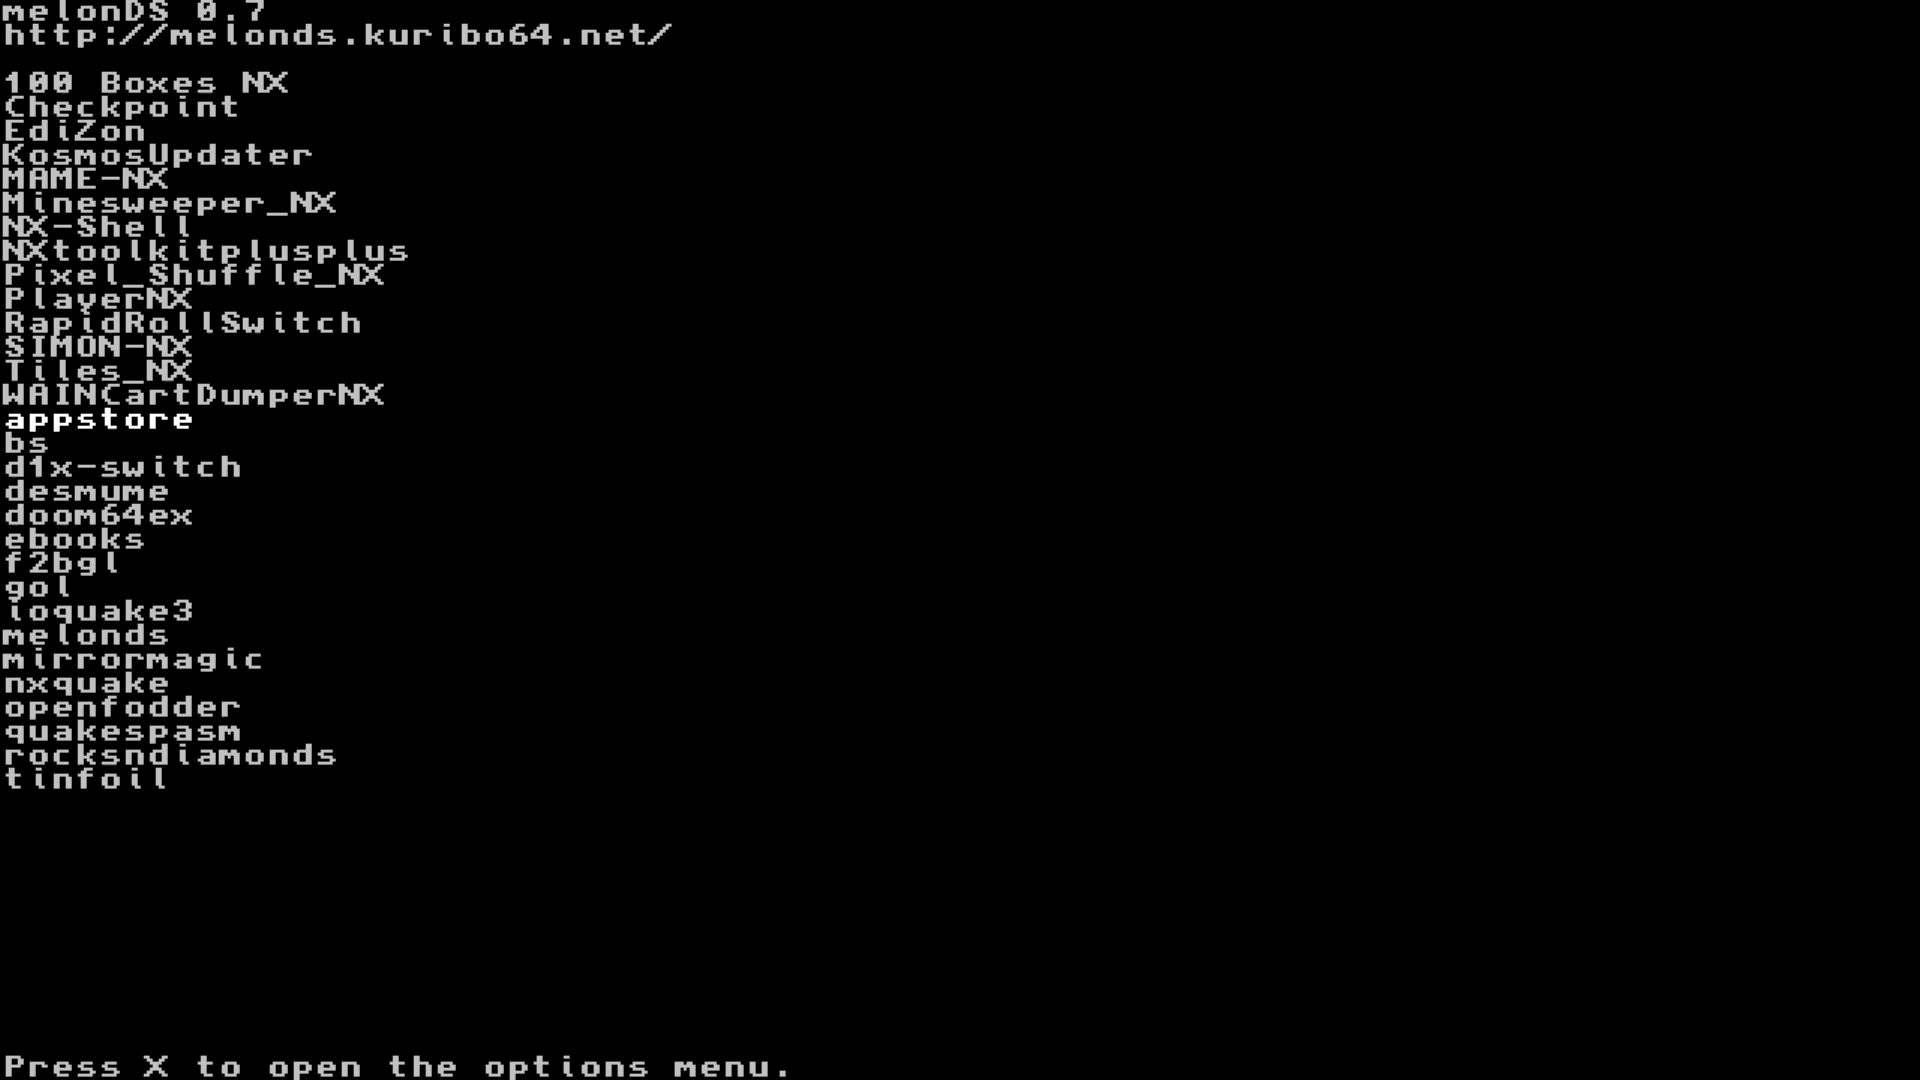 melonDS 0.7
http://melonds.kuribo64.net/
100 Boxes NX
Checkpoint
EdiZon
KosmosUpdater
MAME-NX
Minesweeper_NX
NX-Shell
NXtoolkitplusplus
Pixel_Shuffle_NX
PlayerNX
RapidRollSwitch
SIMON-NX
Tiles_NX
WAINCartDumperNX
appstore
bs
d1x-switch
desmume
doom64ex
ebooks
f2bgl
gol
ioquake3
melonds
mirrormagic
nxquake
openfodder
quakespasm
rocksndiamonds
tinfoil
Press X to open the options menu.